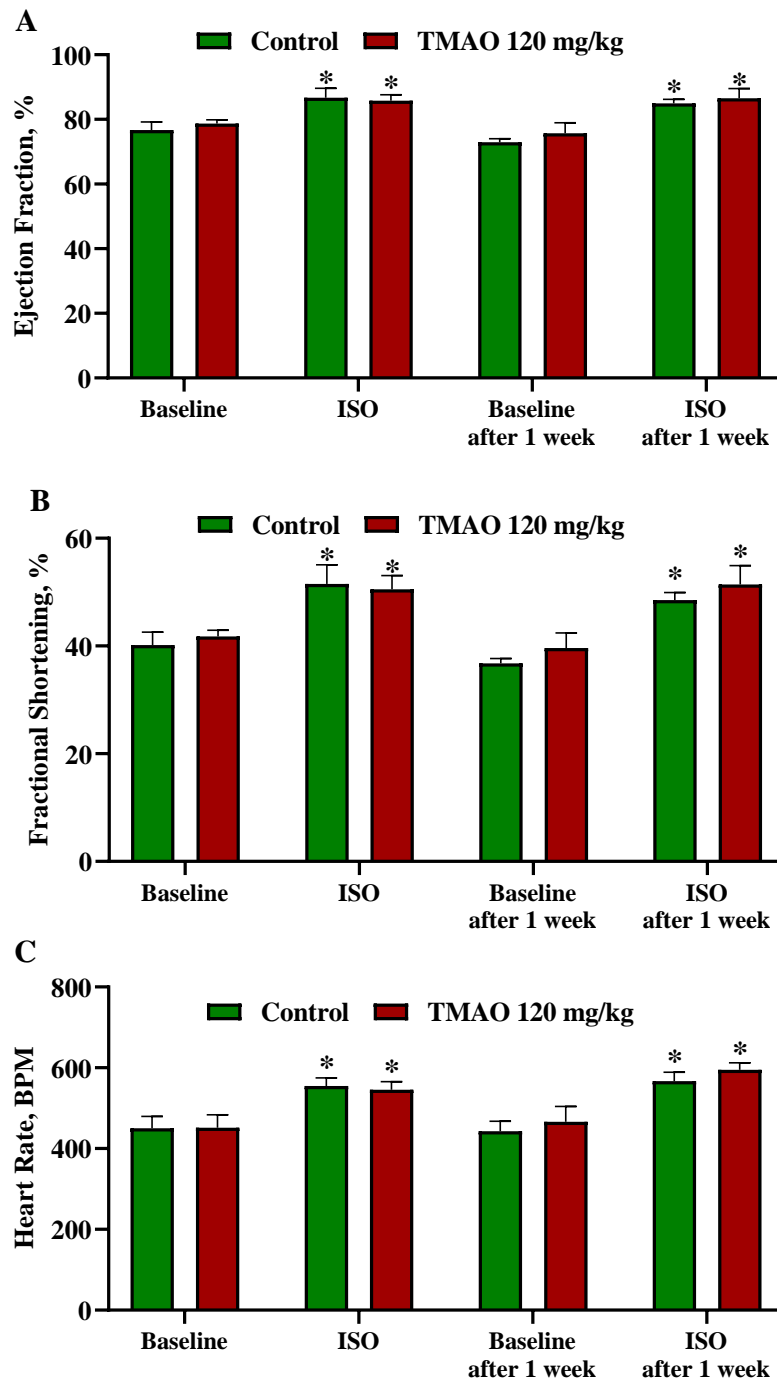 A
Control TMAO 120 mg/kg
Ejection Fraction, %
100
80
60
40
20
0
* * * *
Baseline ISO Baseline after 1 week ISO after 1 week
B
Control TMAO 120 mg/kg
Fractional Shortening, %
60
40
20
0
* * * *
Baseline ISO Baseline after 1 week ISO after 1 week
C
Control TMAO 120 mg/kg
Heart Rate, BPM
800
600
400
200
0
* * * *
Baseline ISO Baseline after 1 week ISO after 1 week